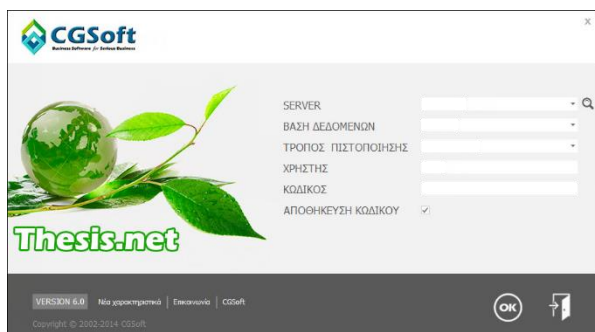 x
CGSoft
Business Software for Serious Business
SERVER
ΒΑΣΗ ΔΕΔΟΜΕΝΩΝ
ΤΡΟΠΟΣ ΠΙΣΤΟΠΟΙΗΣΗΣ
ΧΡΗΣΤΗΣ
ΚΩΔΙΚΟΣ
ΑΠΟΘΗΚΕΥΣΗ ΚΩΔΙΚΟΥ
Thesis.net
VERSION 6.0 Νέα χαρακτηριστικά | Επικοινωνία | CGSoft
OK
Copyright © 2002-2014 CGSoft